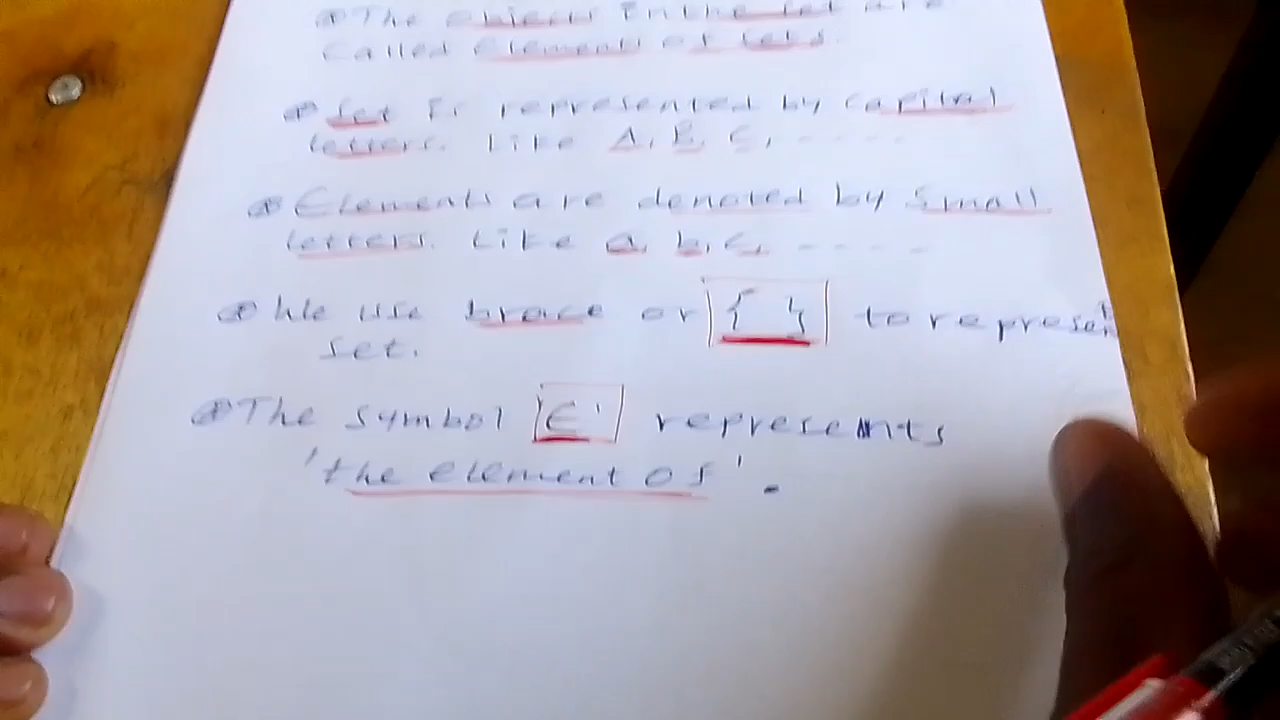 ⊛ The objects in the set are
called elements of sets.
⊛ Set is represented by capital
letters. Like A, B, C, -----
⊛ Elements are denoted by small
letters. Like a, b, c, -----
⊛ We use brace or { } to represent
set.
⊛ The symbol '∈' represents
'the element of'.